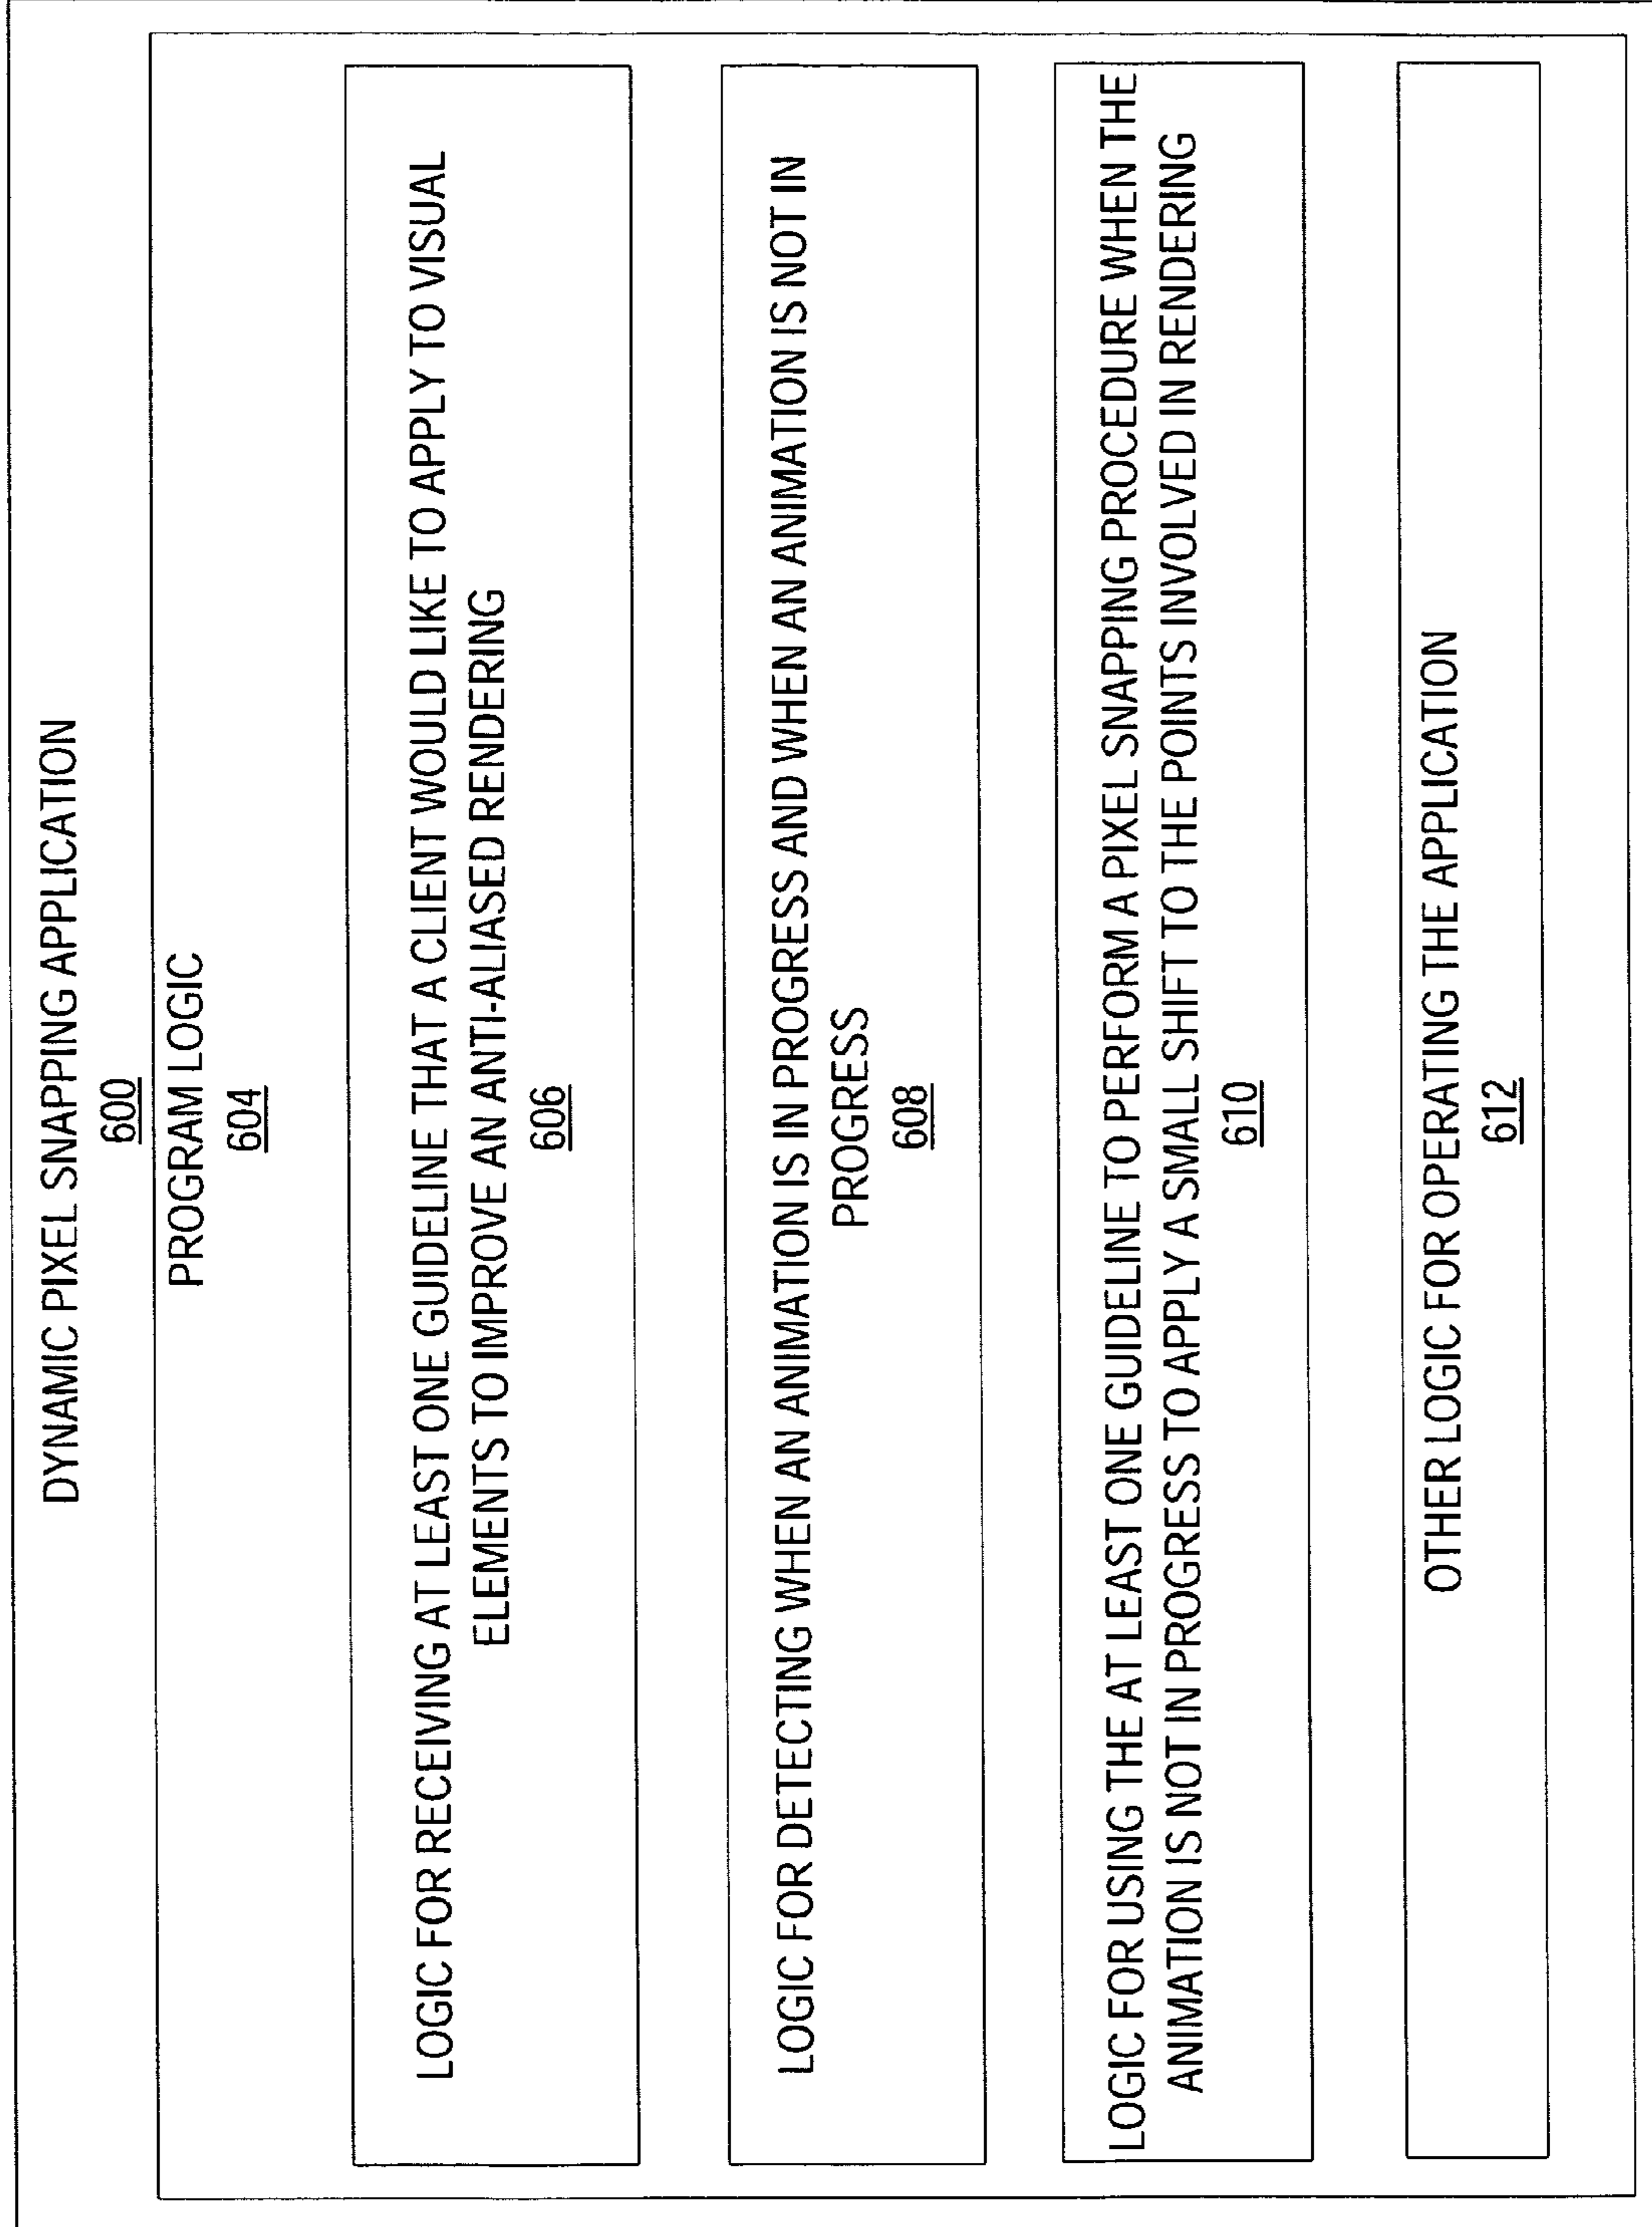 DYNAMIC PIXEL SNAPPING APPLICATION
600
PROGRAM LOGIC
604
LOGIC FOR RECEIVING AT LEAST ONE GUIDELINE THAT A CLIENT WOULD LIKE TO APPLY TO VISUAL
ELEMENTS TO IMPROVE AN ANTI-ALIASED RENDERING
606
LOGIC FOR DETECTING WHEN AN ANIMATION IS IN PROGRESS AND WHEN AN ANIMATION IS NOT IN
PROGRESS
608
LOGIC FOR USING THE AT LEAST ONE GUIDELINE TO PERFORM A PIXEL SNAPPING PROCEDURE WHEN THE
ANIMATION IS NOT IN PROGRESS TO APPLY A SMALL SHIFT TO THE POINTS INVOLVED IN RENDERING
610
OTHER LOGIC FOR OPERATING THE APPLICATION
612